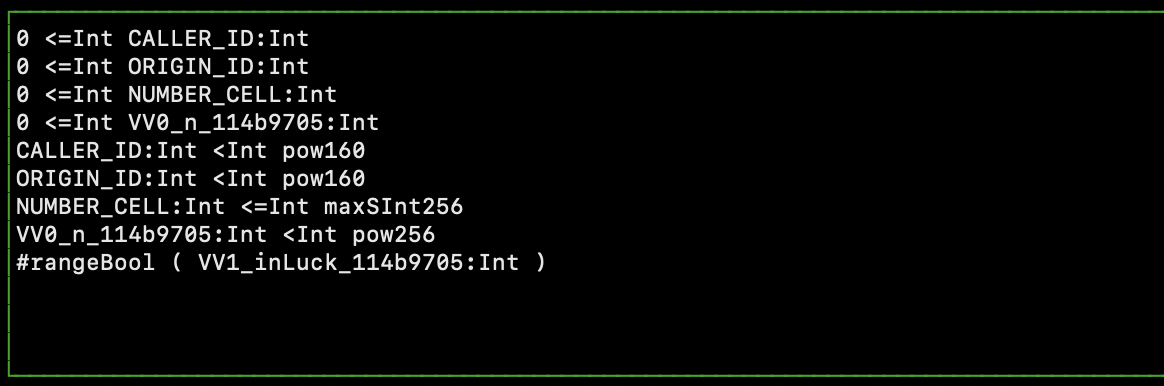 0 <=Int CALLER_ID:Int
0 <=Int ORIGIN_ID:Int
0 <=Int NUMBER_CELL:Int
0 <=Int VV0_n_114b9705:Int
CALLER_ID:Int <Int pow160
ORIGIN_ID:Int <Int pow160
NUMBER_CELL:Int <=Int maxSInt256
VV0_n_114b9705:Int <Int pow256
#rangeBool ( VV1_inLuck_114b9705:Int )